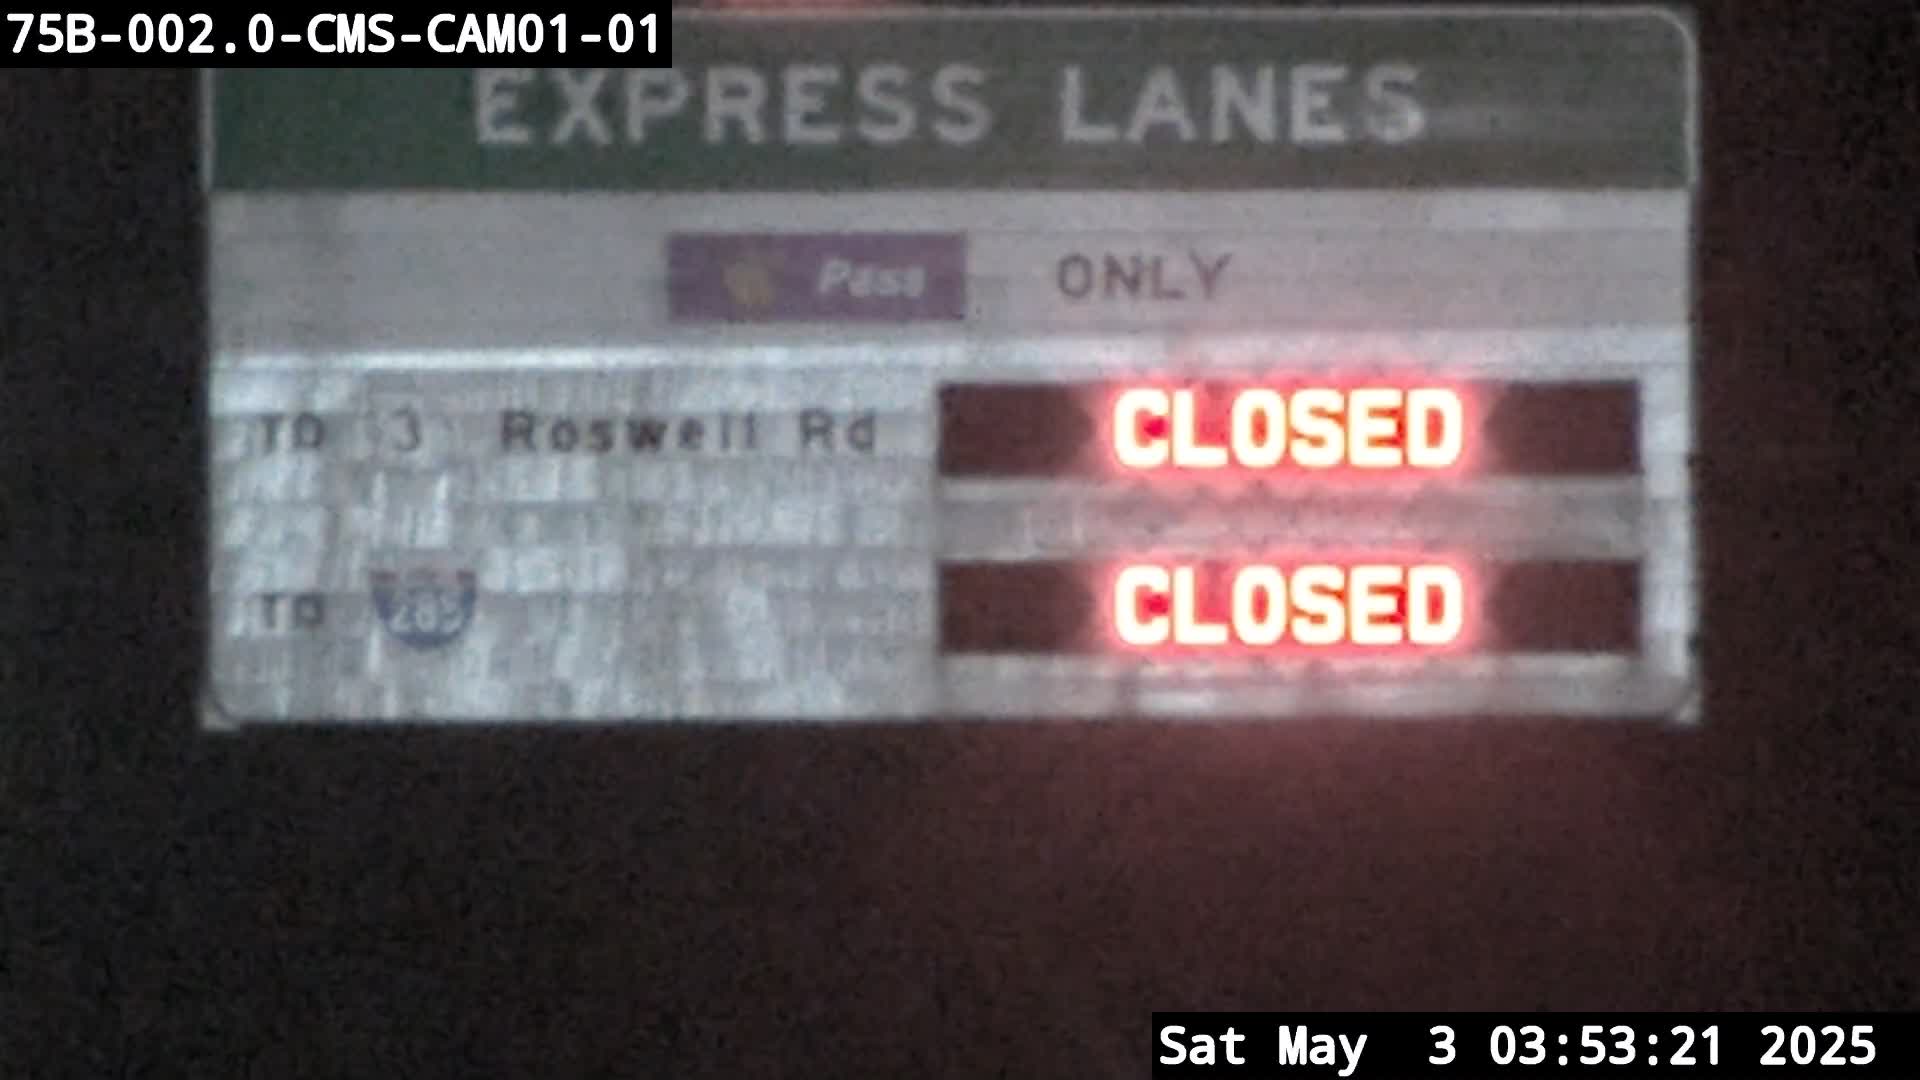 75B-002.0-CMS-CAM01-01
EXPRESS LANES
Pass ONLY
TO 3 Roswell Rd CLOSED
TO 285 CLOSED
Sat May 3 03:53:21 2025